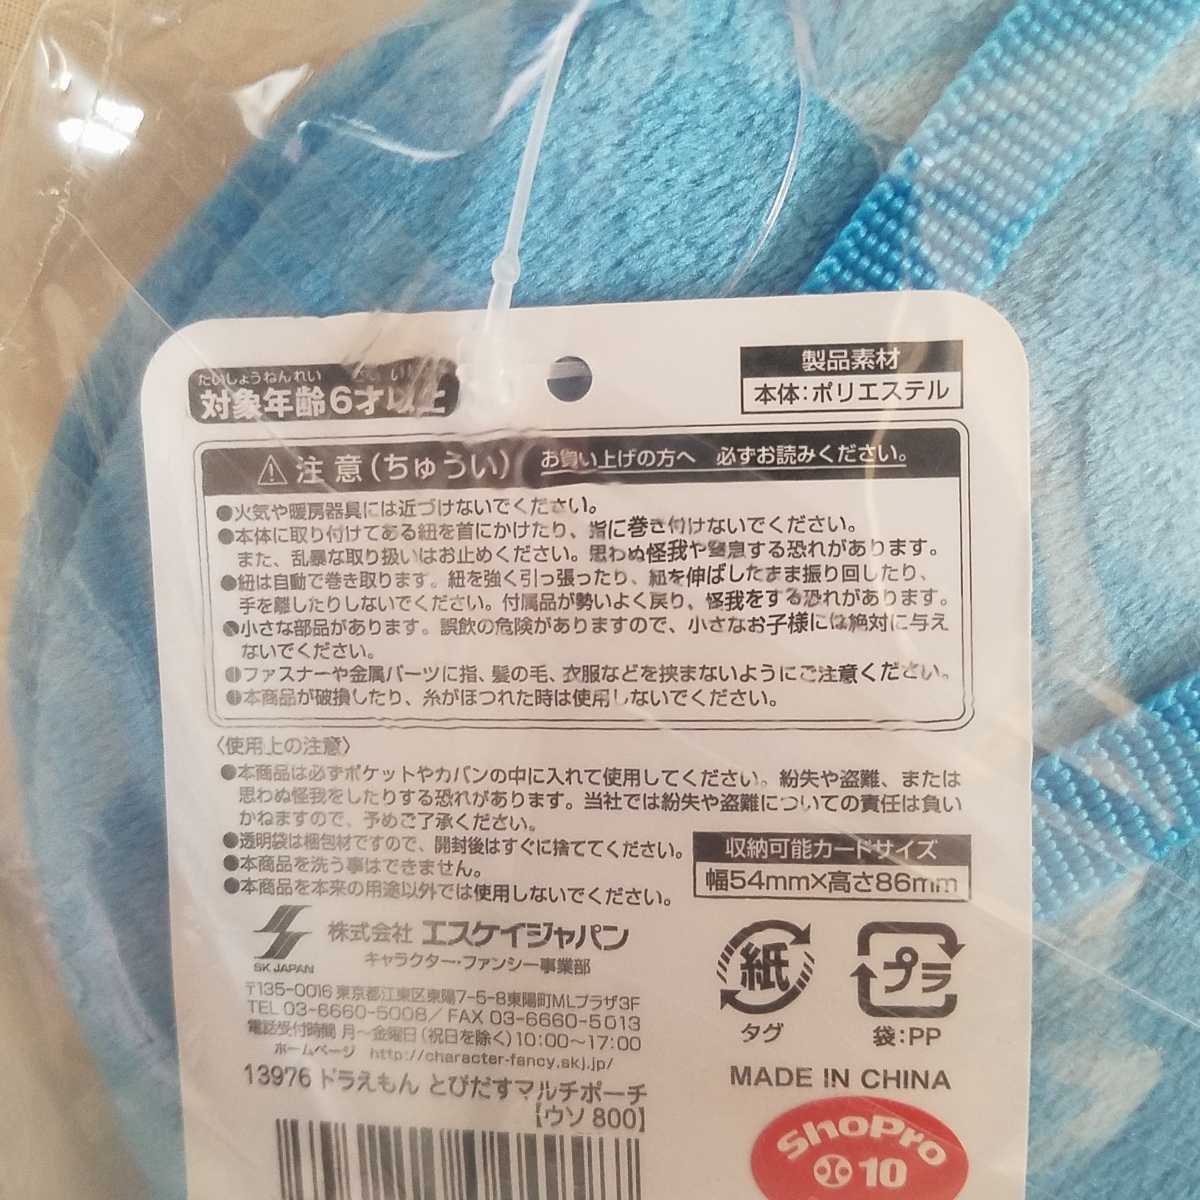 たいしょうねんれい
対象年齢6才以上
製品素材
本体:ポリエステル
⚠注意(ちゅうい) お買い上げの方へ 必ずお読みください。
●火気や暖房器具には近づけないでください。
●本体に取り付けてある紐を首にかけたり、指に巻き付けないでください。
また、乱暴な取り扱いはお止めください。思わぬ怪我や窒息する恐れがあります。
●紐は自動で巻き取ります。紐を強く引っ張ったり、紐を伸ばしたまま振り回したり、
手を離したりしないでください。付属品が勢いよく戻り、怪我をする恐れがあります。
●小さな部品があります。誤飲の危険がありますので、小さなお子様には絶対に与え
ないでください。
●ファスナーや金属パーツに指、髪の毛、衣服などを挟まないようにご注意ください。
●本商品が破損したり、糸がほつれた時は使用しないでください。
〈使用上の注意〉
●本商品は必ずポケットやカバンの中に入れて使用してください。紛失や盗難、または
思わぬ怪我をしたりする恐れがあります。当社では紛失や盗難についての責任は負い
かねますので、予めご了承ください。
●透明袋は梱包材ですので、開封後はすぐに捨ててください。
●本商品を洗う事はできません。
●本商品を本来の用途以外では使用しないでください。
収納可能カードサイズ
幅54mm×高さ86mm
SK JAPAN
株式会社 エスケイジャパン
キャラクター・ファンシー事業部
〒135-0016 東京都江東区東陽7-5-8東陽町MLプラザ3F
TEL 03-6660-5008/FAX 03-6660-5013
電話受付時間 月～金曜日(祝日を除く)10:00～17:00
ホームページ http://character-fancy.skj.jp/
13976 ドラえもん とびだすマルチポーチ
【ウソ 800】
紙
タグ
プラ
袋:PP
MADE IN CHINA
ShoPro
10